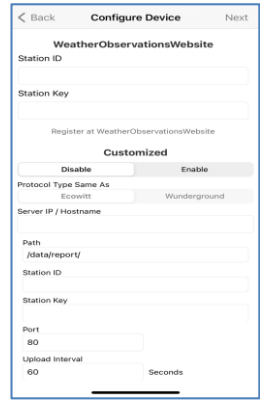 < Back Configure Device Next
WeatherObservationsWebsite
Station ID
Station Key
Register at WeatherObservationsWebsite
Customized
Disable Enable
Protocol Type Same As
Ecowitt Wunderground
Server IP / Hostname
Path
/data/report/
Station ID
Station Key
Port
80
Upload Interval
60 Seconds